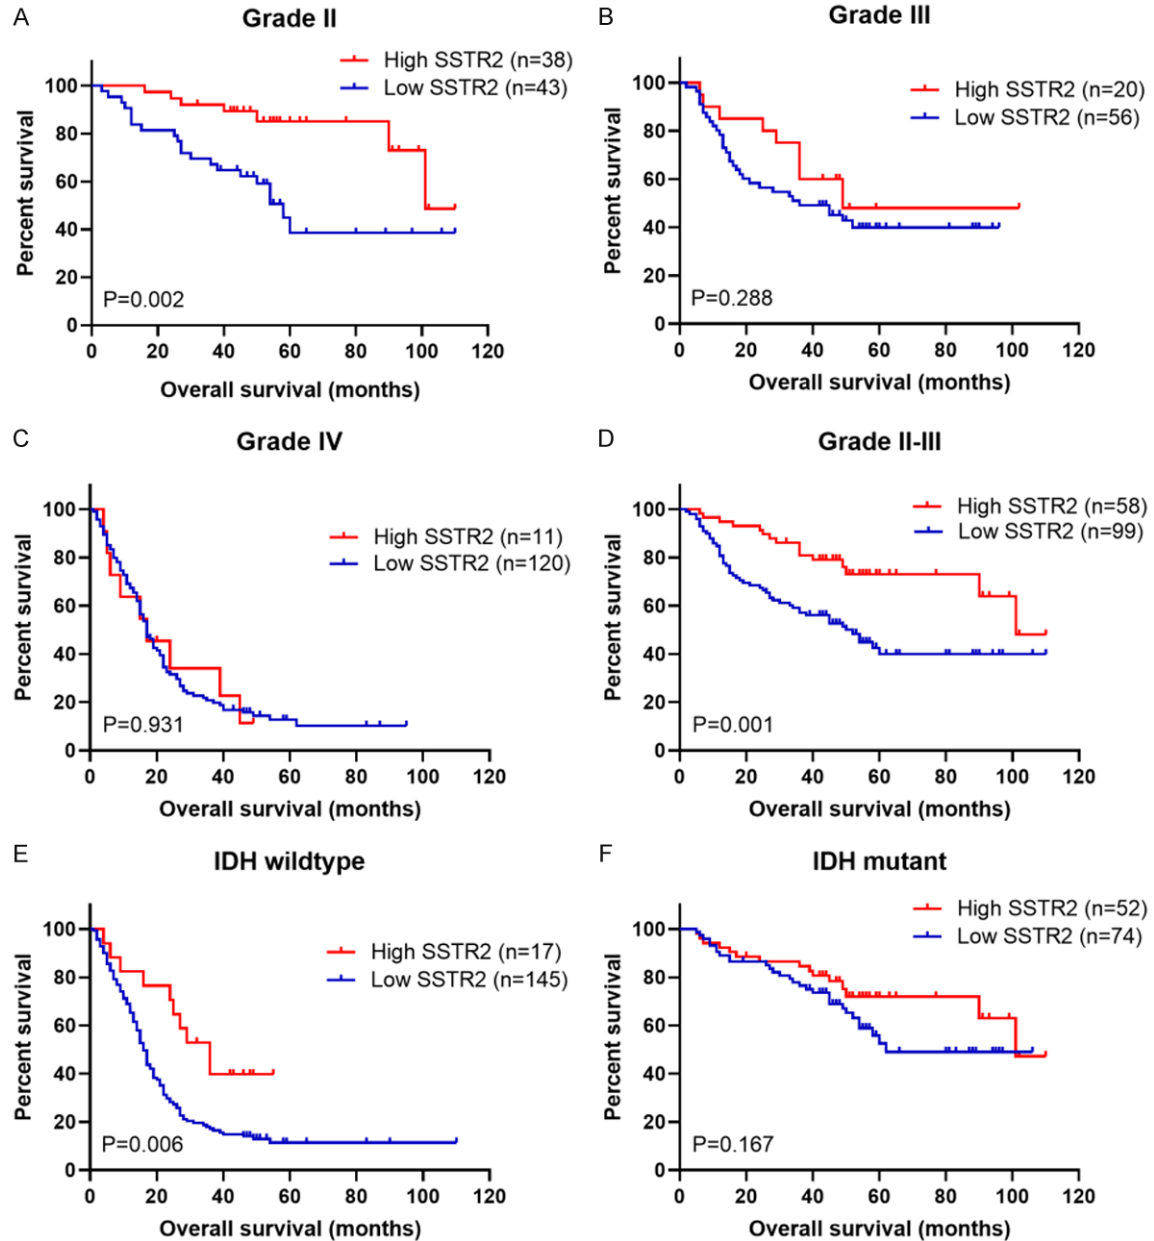 A
Grade II
High SSTR2 (n=38)
Low SSTR2 (n=43)
Percent survival
100
80
60
40
20
0
P=0.002
0 20 40 60 80 100 120
Overall survival (months)
B
Grade III
High SSTR2 (n=20)
Low SSTR2 (n=56)
Percent survival
100
80
60
40
20
0
P=0.288
0 20 40 60 80 100 120
Overall survival (months)
C
Grade IV
High SSTR2 (n=11)
Low SSTR2 (n=120)
Percent survival
100
80
60
40
20
0
P=0.931
0 20 40 60 80 100 120
Overall survival (months)
D
Grade II-III
High SSTR2 (n=58)
Low SSTR2 (n=99)
Percent survival
100
80
60
40
20
0
P=0.001
0 20 40 60 80 100 120
Overall survival (months)
E
IDH wildtype
High SSTR2 (n=17)
Low SSTR2 (n=145)
Percent survival
100
80
60
40
20
0
P=0.006
0 20 40 60 80 100 120
Overall survival (months)
F
IDH mutant
High SSTR2 (n=52)
Low SSTR2 (n=74)
Percent survival
100
80
60
40
20
0
P=0.167
0 20 40 60 80 100 120
Overall survival (months)